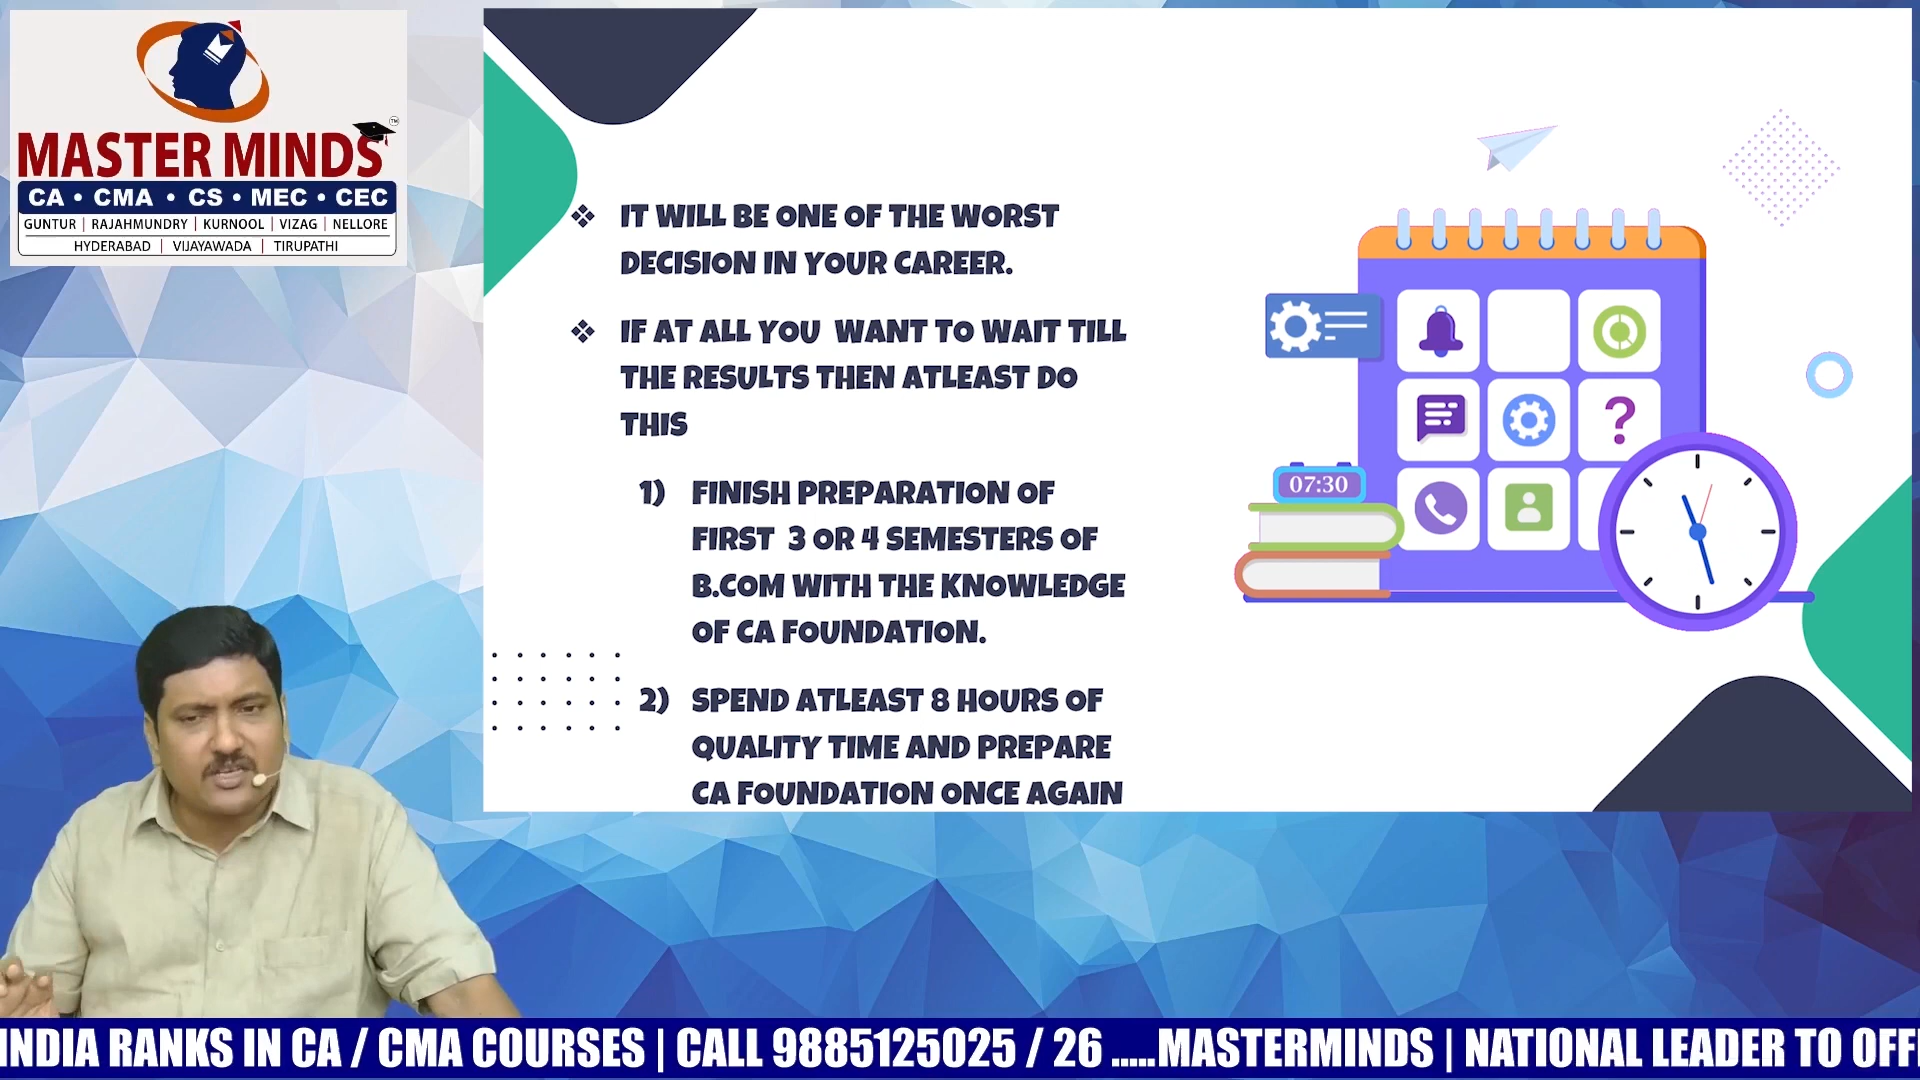 MASTER MINDS
TM
CA • CMA • CS • MEC • CEC
GUNTUR | RAJAHMUNDRY | KURNOOL | VIZAG | NELLORE
HYDERABAD | VIJAYAWADA | TIRUPATHI
❖ IT WILL BE ONE OF THE WORST
DECISION IN YOUR CAREER.
❖ IF AT ALL YOU WANT TO WAIT TILL
THE RESULTS THEN ATLEAST DO
THIS
1) FINISH PREPARATION OF
FIRST 3 OR 4 SEMESTERS OF
B.COM WITH THE KNOWLEDGE
OF CA FOUNDATION.
2) SPEND ATLEAST 8 HOURS OF
QUALITY TIME AND PREPARE
CA FOUNDATION ONCE AGAIN
?
07:30
INDIA RANKS IN CA / CMA COURSES | CALL 9885125025 / 26 .....MASTERMINDS | NATIONAL LEADER TO OFF